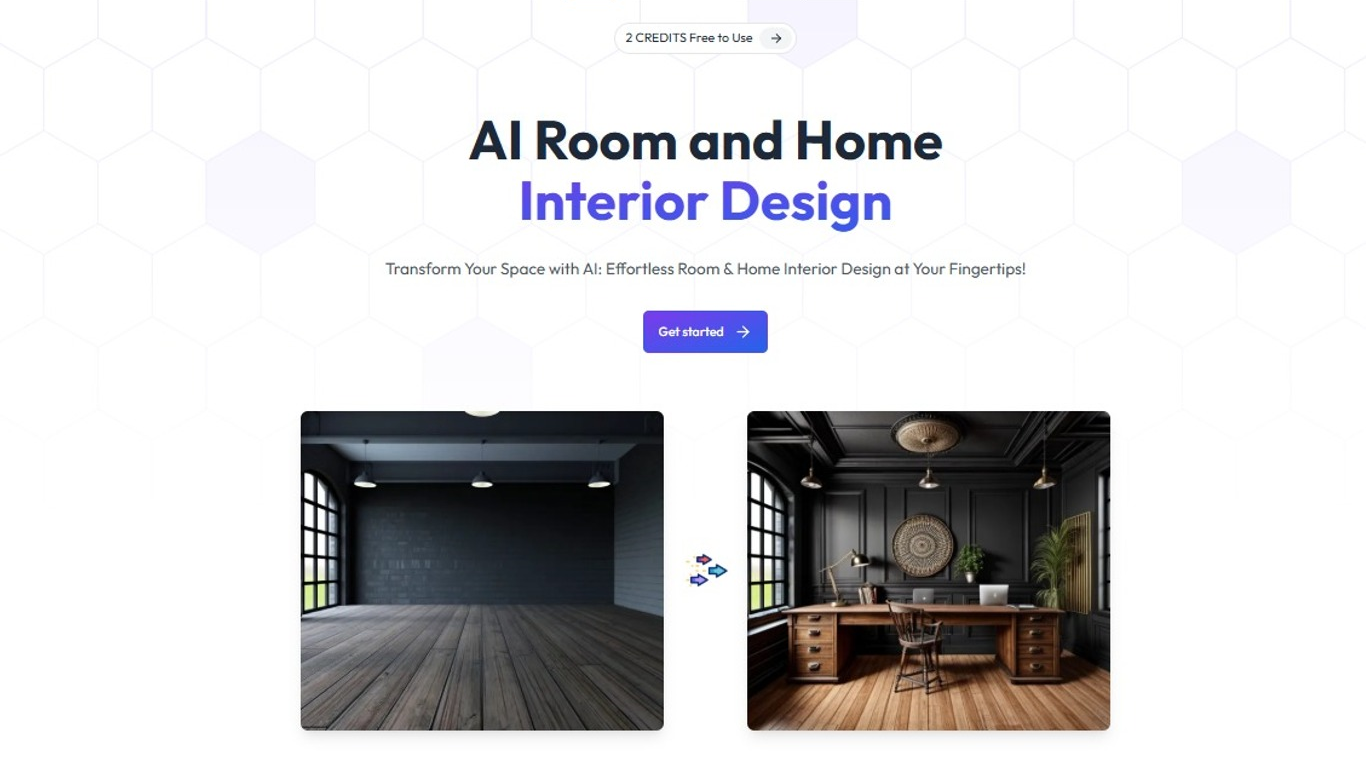 2 CREDITS Free to Use
AI Room and Home
Interior Design
Transform Your Space with AI: Effortless Room & Home Interior Design at Your Fingertips!
Get started